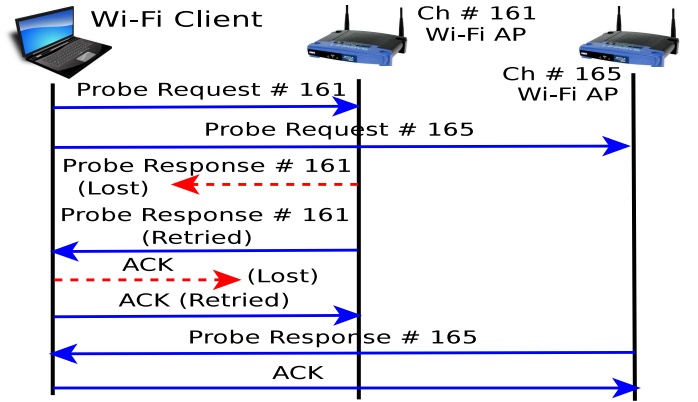 Wi-Fi Client
Ch # 161
Wi-Fi AP
Ch # 165
Wi-Fi AP
Probe Request # 161
Probe Request # 165
Probe Response # 161
(Lost)
Probe Response # 161
(Retried)
ACK
(Lost)
ACK (Retried)
Probe Response # 165
ACK